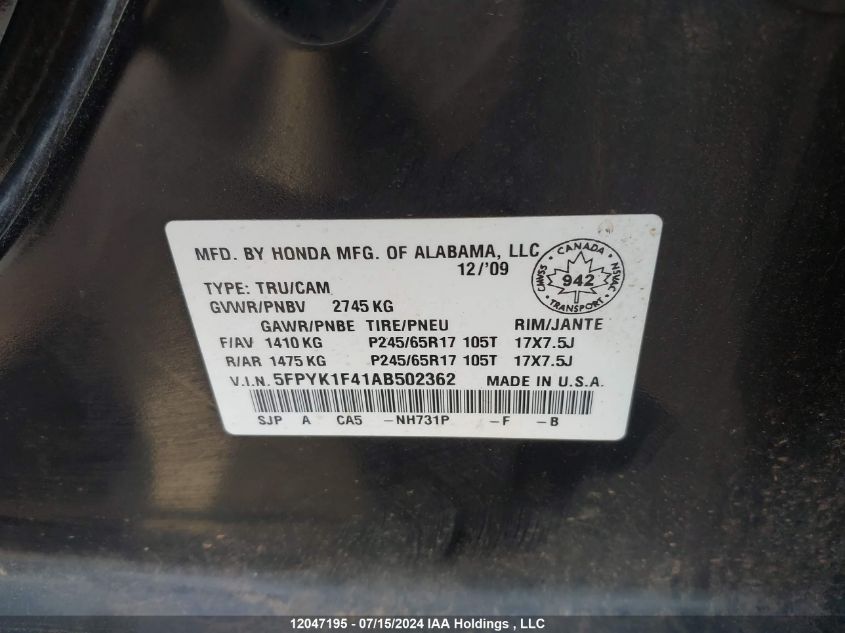 MFD. BY HONDA MFG. OF ALABAMA, LLC
12/'09
CANADA
CMVSS
942
NSVAC
TRANSPORT
TYPE: TRU/CAM
GVWR/PNBV 2745 KG
GAWR/PNBE TIRE/PNEU RIM/JANTE
F/AV 1410 KG P245/65R17 105T 17X7.5J
R/AR 1475 KG P245/65R17 105T 17X7.5J
V.I.N. 5FPYK1F41AB502362 MADE IN U.S.A.
SJP A CA5 -NH731P -F -B
12047195 - 07/15/2024 IAA Holdings , LLC